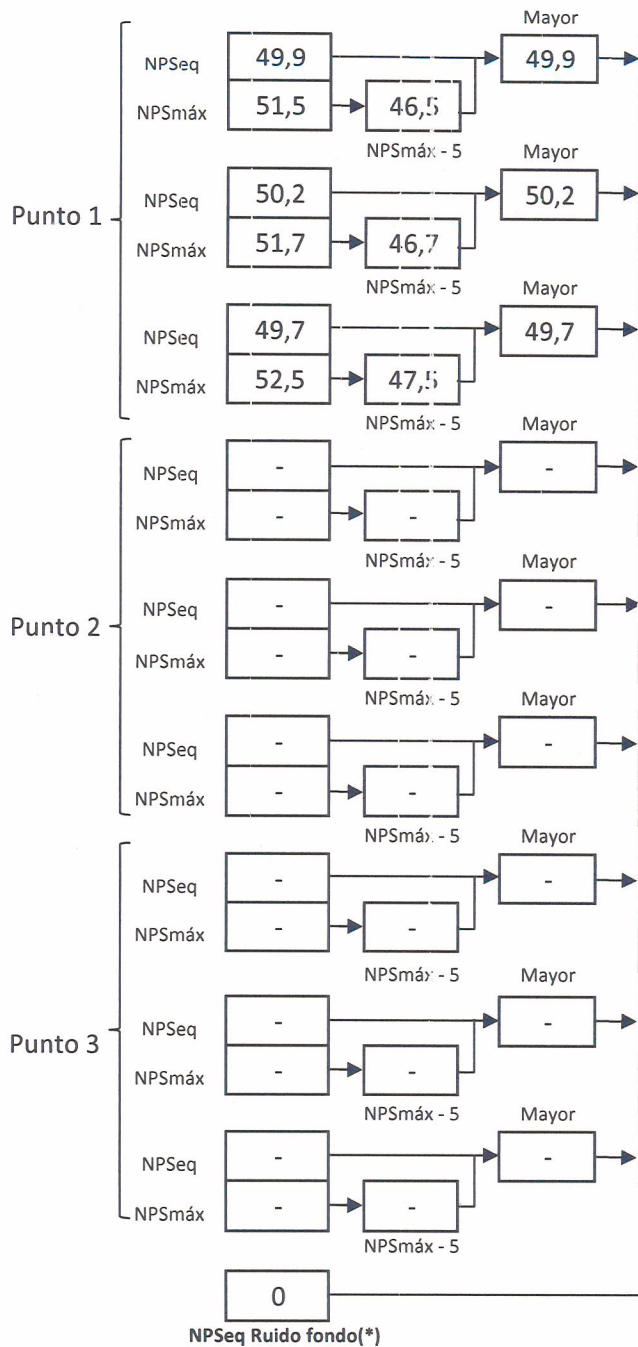 Mayor
NPSeq 49,9 49,9
NPSmáx 51,5 46,5
NPSmáx - 5
Mayor
NPSeq 50,2 50,2
Punto 1
NPSmáx 51,7 46,7
NPSmáx - 5
Mayor
NPSeq 49,7 49,7
NPSmáx 52,5 47,5
NPSmáx - 5
Mayor
NPSeq - -
NPSmáx - -
NPSmáx - 5
Mayor
NPSeq - -
Punto 2
NPSmáx - -
NPSmáx - 5
Mayor
NPSeq - -
NPSmáx - -
NPSmáx - 5
Mayor
NPSeq - -
NPSmáx - -
NPSmáx - 5
Mayor
NPSeq - -
Punto 3
NPSmáx - -
NPSmáx - 5
Mayor
NPSeq - -
NPSmáx - -
NPSmáx - 5
0
NPSeq Ruido fondo(*)